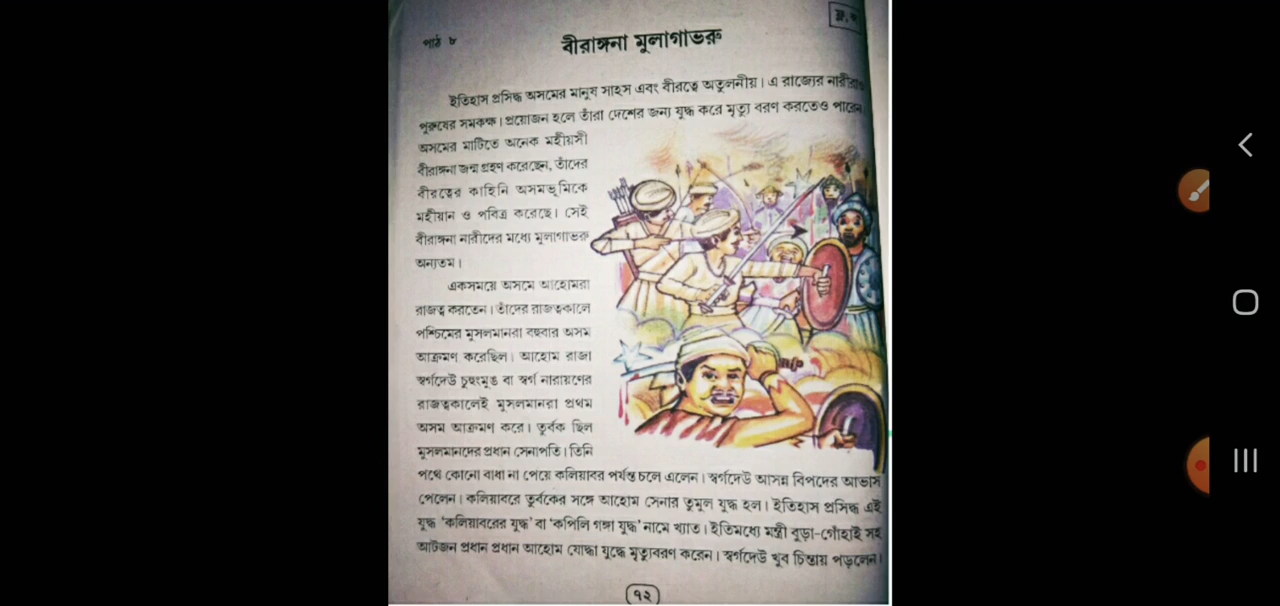 পাঠ ৮
বীরাঙ্গনা মুলাগাভরু
ইতিহাস প্রসিদ্ধ অসমের মানুষ সাহস এবং বীরত্বে অতুলনীয়। এ রাজ্যের
পুরুষের সমকক্ষ। প্রয়োজন হলে তাঁরা দেশের জন্য যুদ্ধ করে মৃত্যু বরণ করতেও পারেন।
অসমের মাটিতে অনেক মহীয়সী
বীরাঙ্গনা জন্ম গ্রহণ করেছেন, তাঁদের
বীরত্বের কাহিনি অসমভূমিকে
মহীয়ান ও পবিত্র করেছে। সেই
বীরাঙ্গনা নারীদের মধ্যে মুলাগাভরু
অন্যতম।
একসময়ে অসমে আহোমরা
রাজত্ব করতেন। তাঁদের রাজত্বকালে
পশ্চিমের মুসলমানরা বহুবার অসম
আক্রমণ করেছিল। আহোম রাজা
স্বর্গদেউ চুহুংমুঙ বা স্বর্গ নারায়ণের
রাজত্বকালেই মুসলমানরা প্রথম
অসম আক্রমণ করে। তুর্বক ছিল
মুসলমানদের প্রধান সেনাপতি। তিনি
পথে কোনো বাধা না পেয়ে কলিয়াবর পর্যন্ত চলে এলেন। স্বর্গদেউ আসন্ন বিপদের আভাস
পেলেন। কলিয়াবরে তুর্বকের সঙ্গে আহোম সেনার তুমুল যুদ্ধ হল। ইতিহাস প্রসিদ্ধ এই
যুদ্ধ ‘কলিয়াবরের যুদ্ধ’ বা ‘কপিলি গঙ্গা যুদ্ধ’ নামে খ্যাত। ইতিমধ্যে মন্ত্রী বুড়া-গোঁহাই সহ
আটজন প্রধান প্রধান আহোম যোদ্ধা যুদ্ধে মৃত্যুবরণ করেন। স্বর্গদেউ খুব চিন্তায় পড়লেন।
৭২